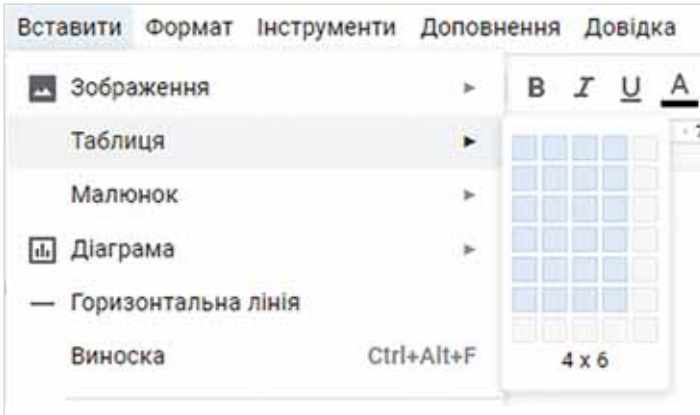 Вставити Формат Інструменти Доповнення Довідка
Зображення ►
B I U A
Таблиця ►
Малюнок ►
Діаграма ►
Горизонтальна лінія
Виноска Ctrl+Alt+F
4 x 6